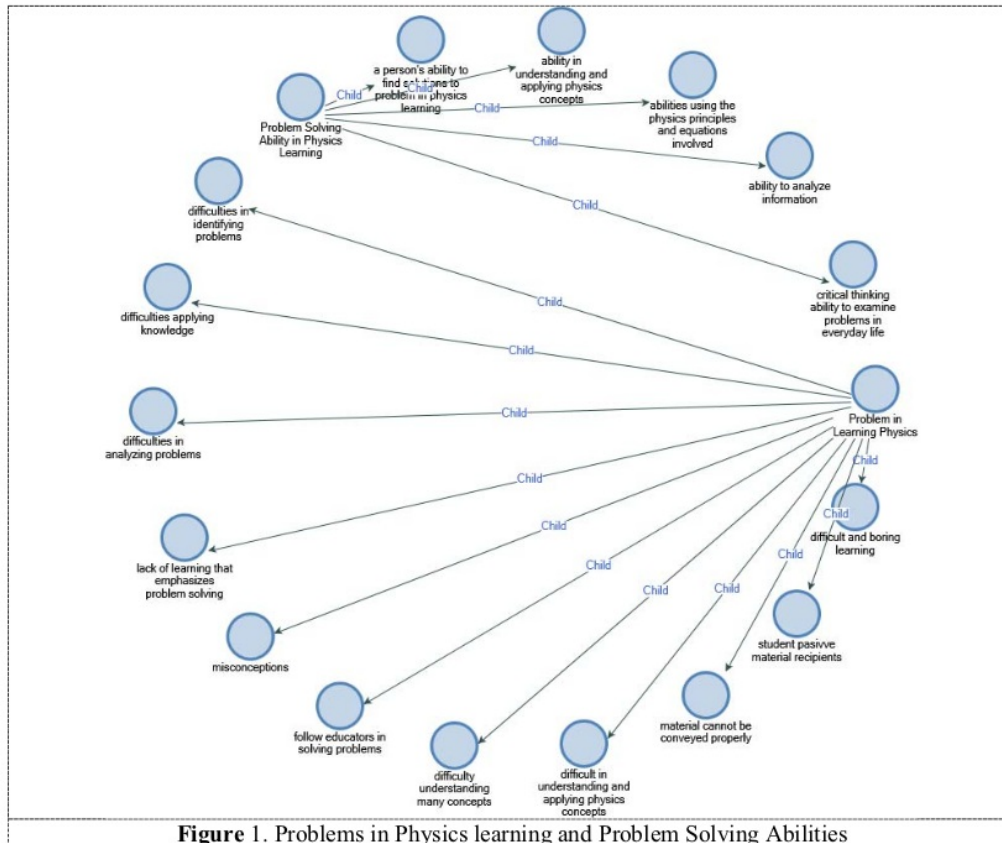 a person's ability to
find solutions to
problem in physics
learning
Child
ability in
understanding and
applying physics
concepts
Child
abilities using the
physics principles
and equations
involved
Child
Problem Solving
Ability in Physics
Learning
Child
ability to analyze
information
Child
difficulties in
identifying
problems
critical thinking
ability to examine
problems in
everyday life
Child
difficulties applying
knowledge
Child
Problem in
Learning Physics
Child
difficulties in
analyzing problems
Child
Child
difficult and boring
learning
Child
lack of learning that
emphasizes
problem solving
Child
Child
Child
Child
Child
Child
student pasivve
material recipients
misconceptions
material cannot be
conveyed properly
follow educators in
solving problems
difficulty
understanding
many concepts
difficult in
understanding and
applying physics
concepts
Figure 1. Problems in Physics learning and Problem Solving Abilities